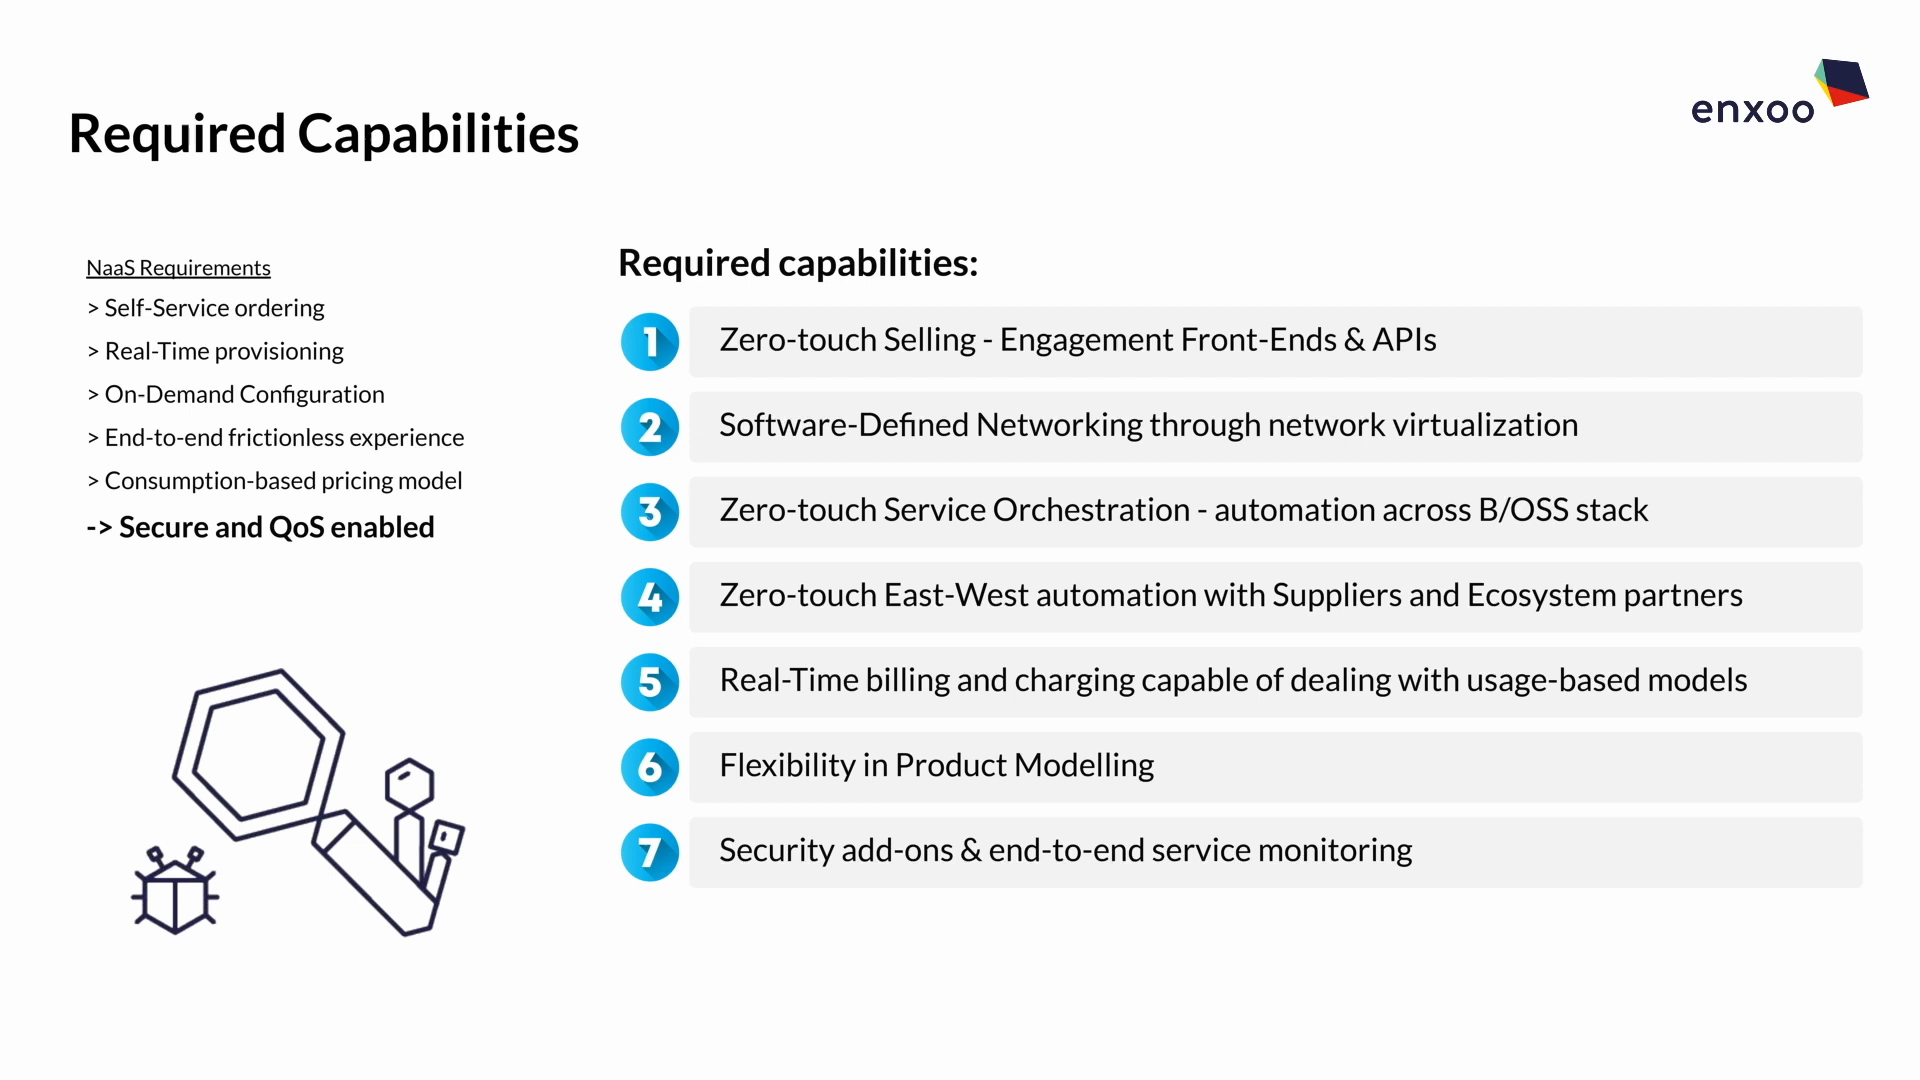 enxoo
Required Capabilities
NaaS Requirements
> Self-Service ordering
> Real-Time provisioning
> On-Demand Configuration
> End-to-end frictionless experience
> Consumption-based pricing model
-> Secure and QoS enabled
Required capabilities:
1 Zero-touch Selling - Engagement Front-Ends & APIs
2 Software-Defined Networking through network virtualization
3 Zero-touch Service Orchestration - automation across B/OSS stack
4 Zero-touch East-West automation with Suppliers and Ecosystem partners
5 Real-Time billing and charging capable of dealing with usage-based models
6 Flexibility in Product Modelling
7 Security add-ons & end-to-end service monitoring